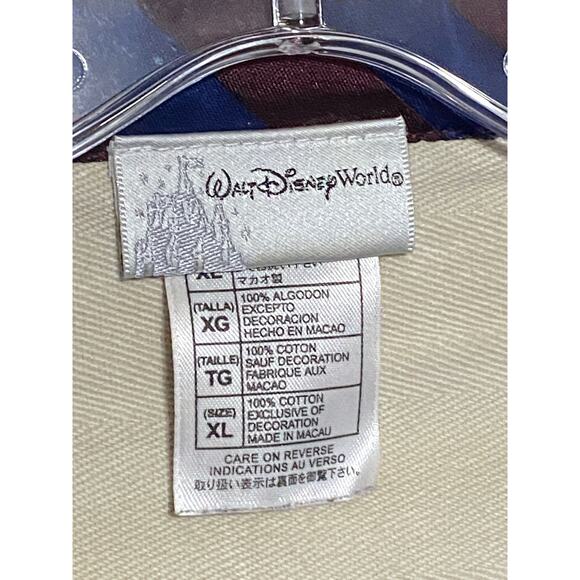 Walt Disney World®
XL
マカオ製
(TALLA)
XG
100% ALGODON
EXCEPTO
DECORACION
HECHO EN MACAO
(TAILLE)
TG
100% COTON
SAUF DECORATION
FABRIQUE AUX
MACAO
(SIZE)
XL
100% COTTON
EXCLUSIVE OF
DECORATION
MADE IN MACAU
CARE ON REVERSE
INDICATIONS AU VERSO
取り扱い表示は裏面を御覧下さい。